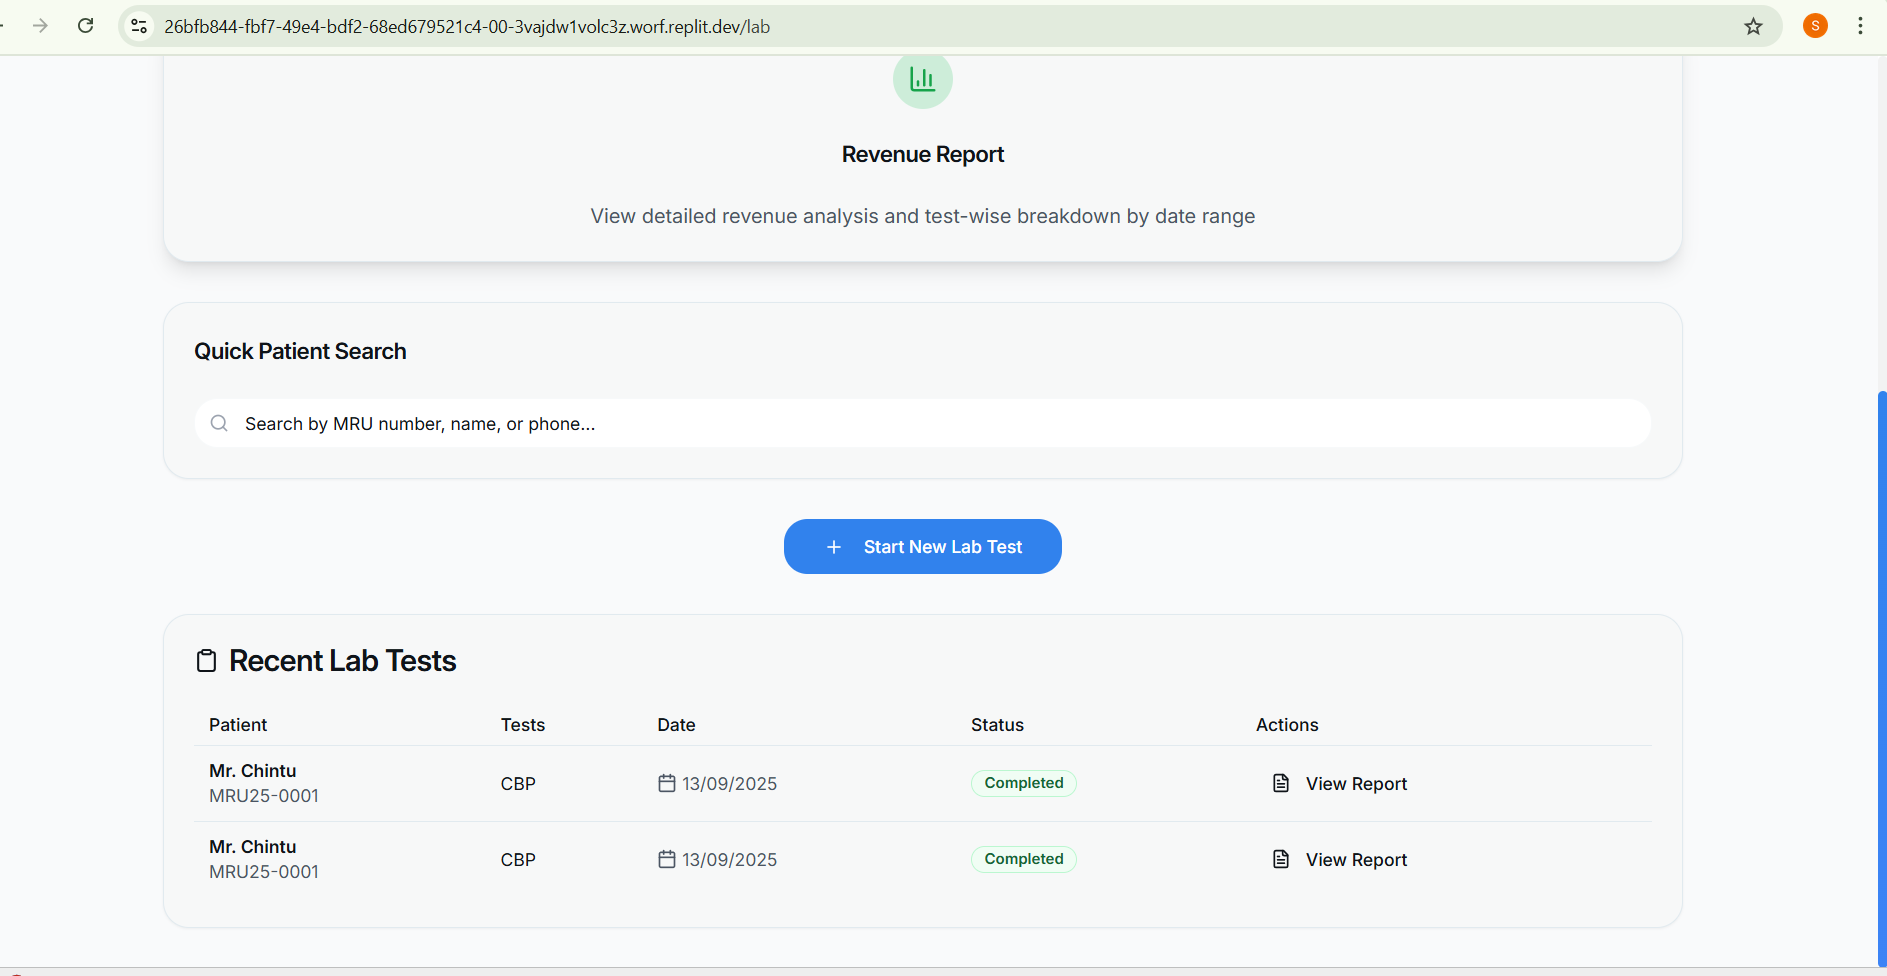 26bfb844-fbf7-49e4-bdf2-68ed679521c4-00-3vajdw1volc3z.worf.replit.dev/lab
S
Revenue Report
View detailed revenue analysis and test-wise breakdown by date range
Quick Patient Search
Search by MRU number, name, or phone...
+ Start New Lab Test
Recent Lab Tests
Patient Tests Date Status Actions
Mr. Chintu
MRU25-0001
CBP 13/09/2025 Completed View Report
Mr. Chintu
MRU25-0001
CBP 13/09/2025 Completed View Report